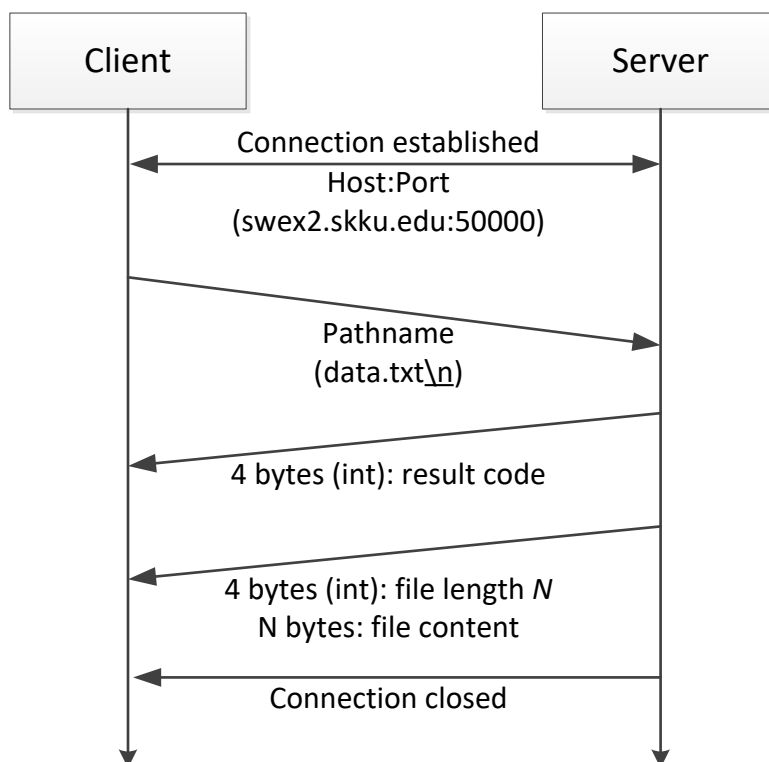 Client
Server
Connection established
Host:Port
(swex2.skku.edu:50000)
Pathname
(data.txt\n)
4 bytes (int): result code
4 bytes (int): file length N
N bytes: file content
Connection closed